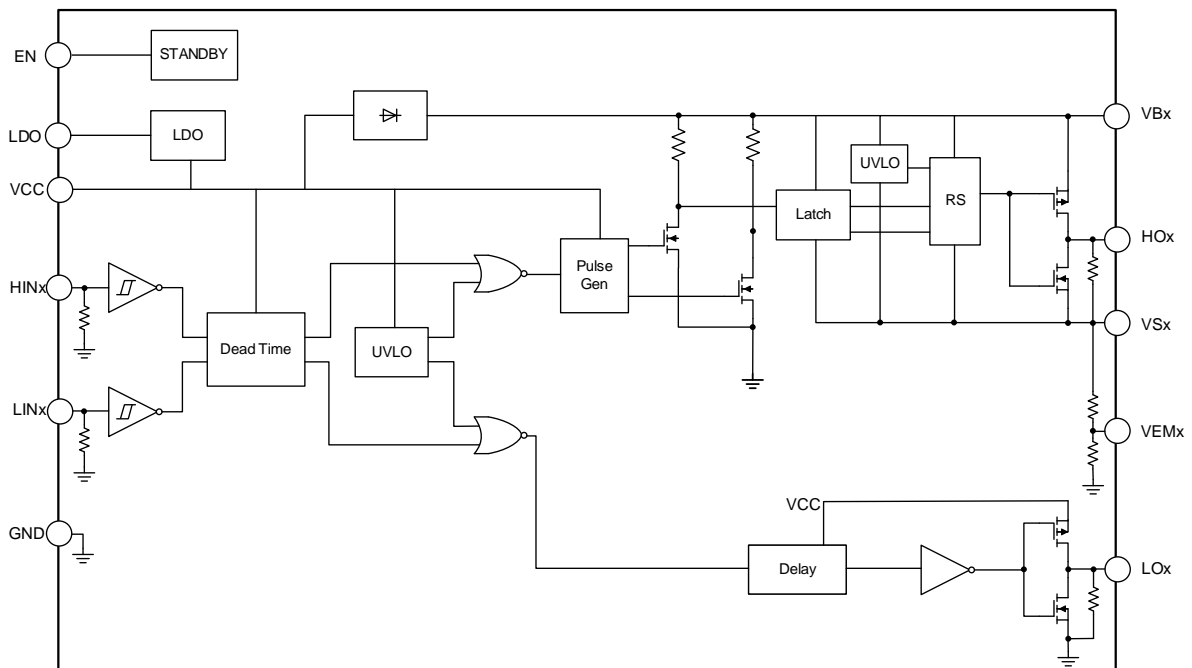 EN
STANDBY
LDO
LDO
VCC
VBx
UVLO
RS
Latch
HOx
Pulse
Gen
HINx
Dead Time
UVLO
VSx
LINx
VEMx
VCC
GND
Delay
LOx